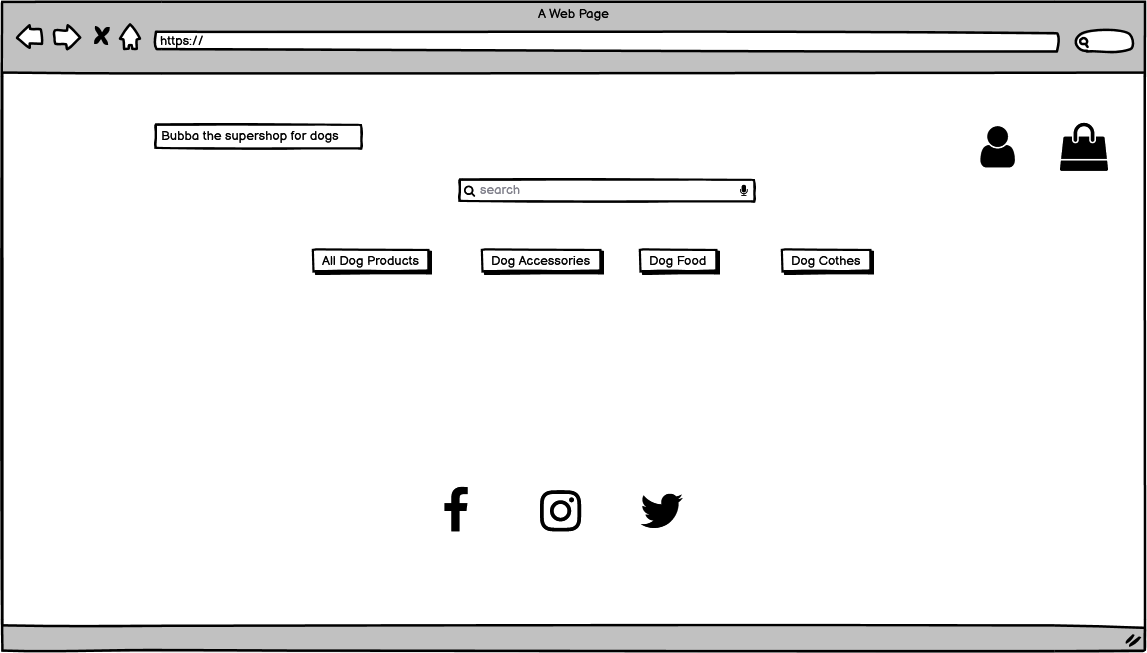 A Web Page
https://
Bubba the supershop for dogs
search
All Dog Products
Dog Accessories
Dog Food
Dog Cothes